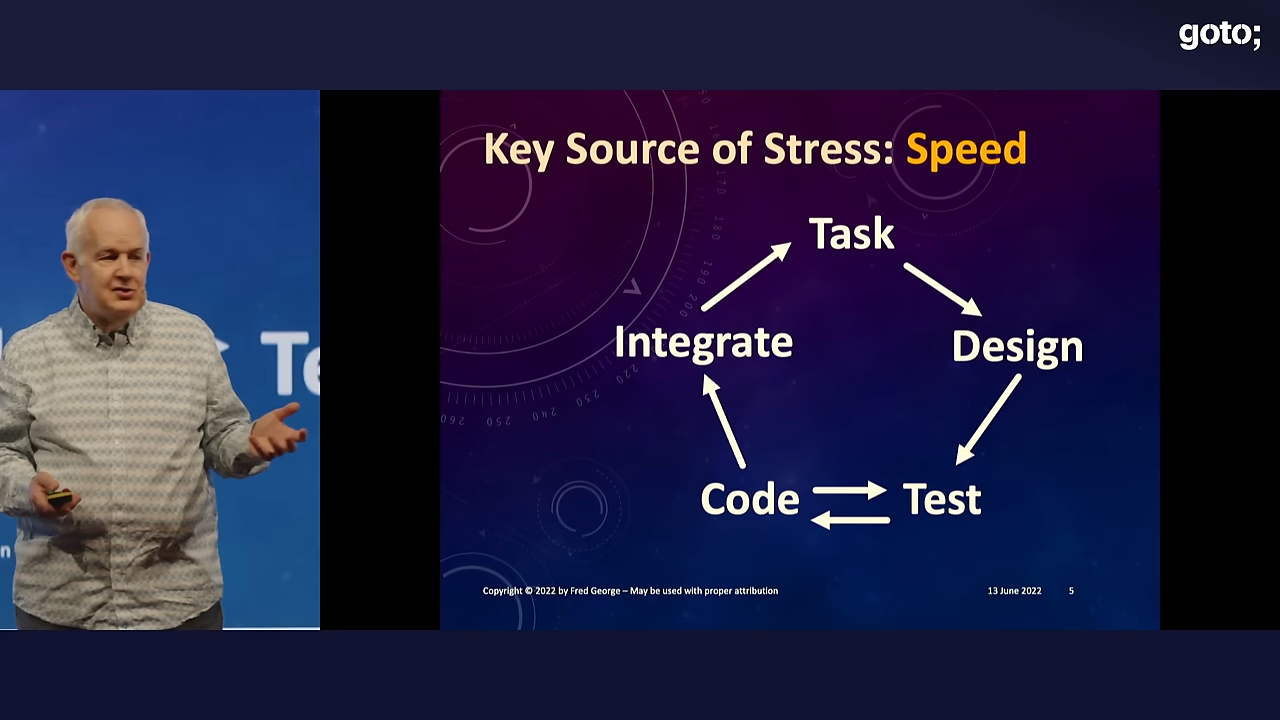 goto;
Key Source of Stress: Speed
Task
Integrate
Design
Code
Test
Copyright © 2022 by Fred George – May be used with proper attribution
13 June 2022
5
Te
n